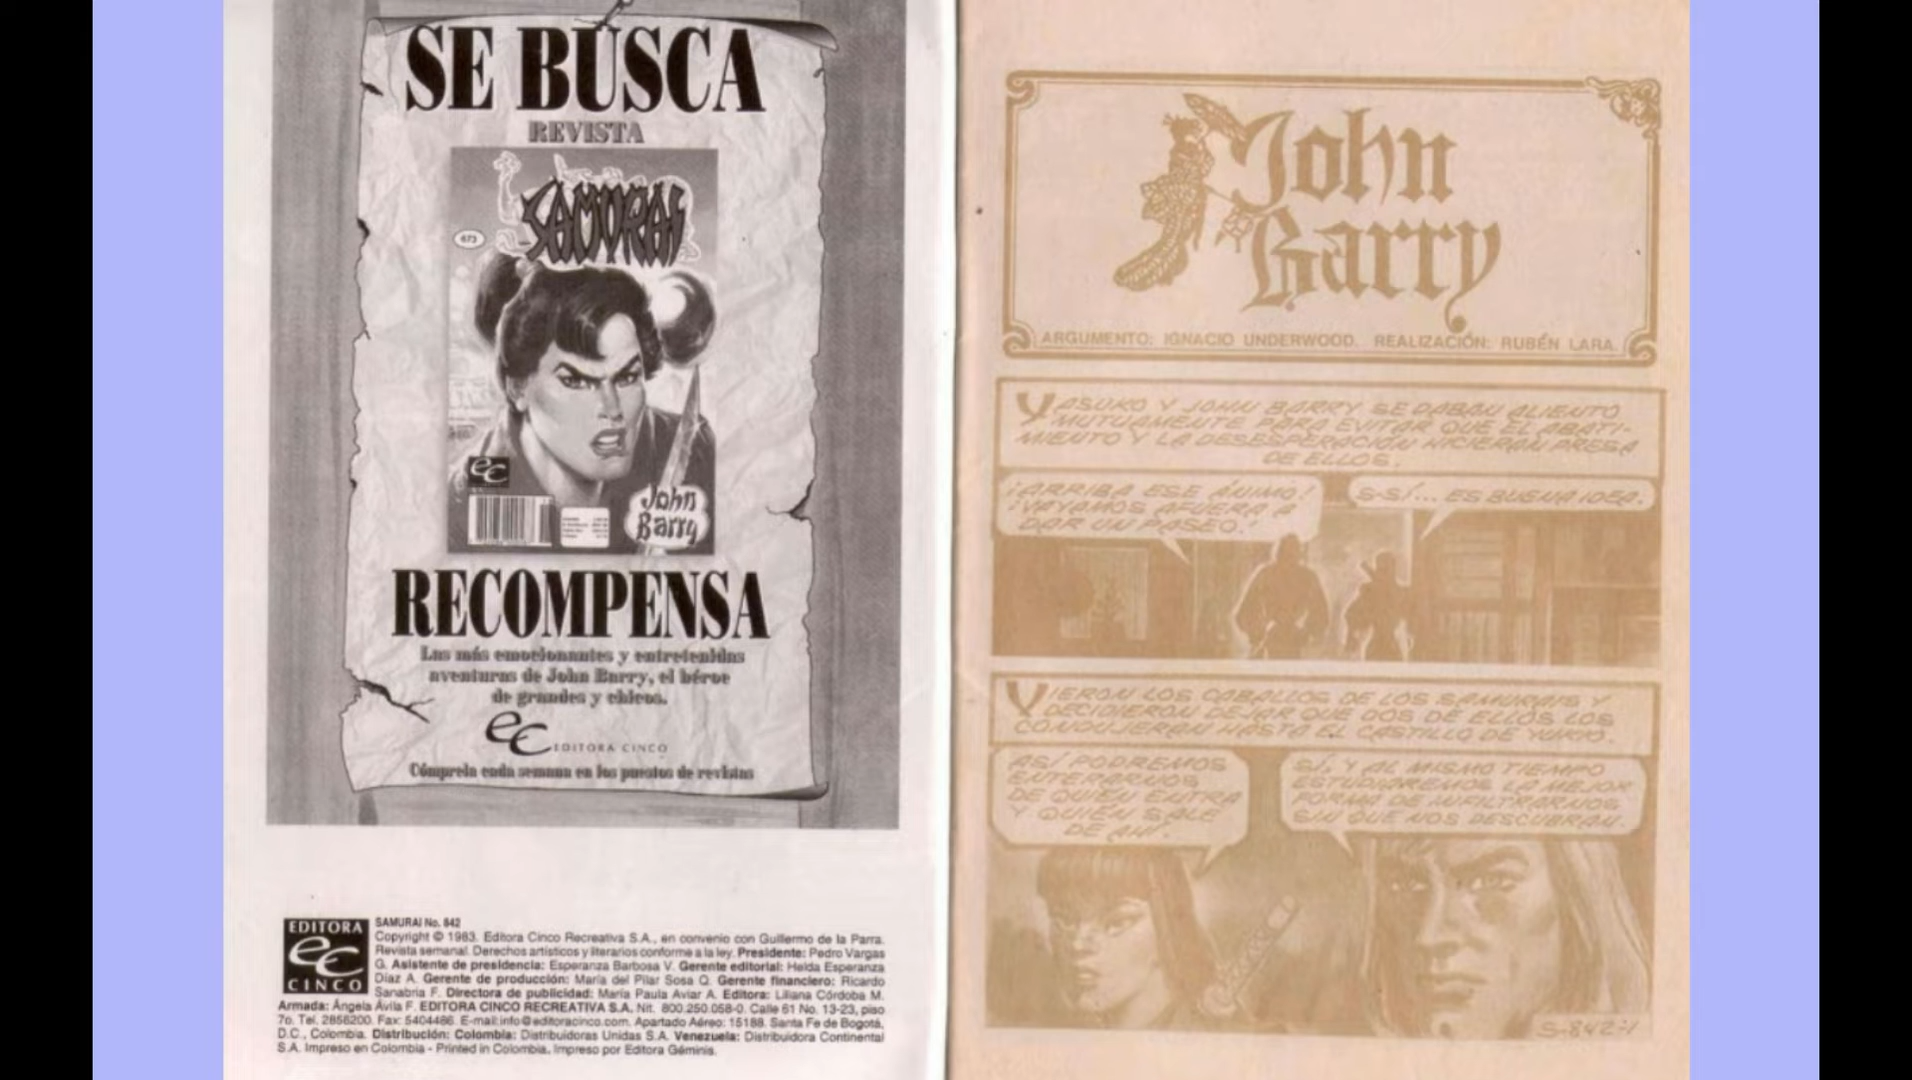 SE BUSCA
REVISTA
SAMURAI
673
eC
John
Barry
RECOMPENSA
Las más emocionantes y entretenidas
aventuras de John Barry, el héroe
de grandes y chicos.
eC EDITORA CINCO
Cómprela cada semana en los puestos de revistas
EDITORA
eC
CINCO
SAMURAI No. 842
Copyright © 1983. Editora Cinco Recreativa S.A., en convenio con Guillermo de la Parra.
Revista semanal. Derechos artísticos y literarios conforme a la ley. Presidente: Pedro Vargas
G. Asistente de presidencia: Esperanza Barbosa V. Gerente editorial: Helda Esperanza
Díaz A. Gerente de producción: María del Pilar Sosa Q. Gerente financiero: Ricardo
Sanabria F. Directora de publicidad: María Paula Aviar A. Editora: Liliana Córdoba M.
Armada: Ángela Ávila F. EDITORA CINCO RECREATIVA S.A. Nit. 800.250.058-0. Calle 61 No. 13-23, piso
7o. Tel. 2856200. Fax: 5404486. E-mail:info@editoracinco.com. Apartado Aéreo: 15188. Santa Fe de Bogotá,
D.C., Colombia. Distribución: Colombia: Distribuidoras Unidas S.A. Venezuela: Distribuidora Continental
S.A. Impreso en Colombia - Printed in Colombia. Impreso por Editora Géminis.
John
Barry
ARGUMENTO: IGNACIO UNDERWOOD. REALIZACIÓN: RUBÉN LARA.
YASUKO Y JOHN BARRY SE DABAN ALIENTO
MUTUAMENTE PARA EVITAR QUE EL ABATI-
MIENTO Y LA DESESPERACIÓN HICIERAN PRESA
DE ELLOS.
¡ARRIBA ESE ÁNIMO!
¡VAYAMOS AFUERA A
DAR UN PASEO!
S-SÍ... ES BUENA IDEA.
VIERON LOS CABALLOS DE LOS SAMURAIS Y
DECIDIERON DEJAR QUE DOS DE ELLOS LOS
CONDUJERAN HASTA EL CASTILLO DE YUKIO.
ASÍ PODREMOS
ENTERARNOS
DE QUIÉN ENTRA
Y QUIÉN SALE
DE AHÍ.
SÍ, Y AL MISMO TIEMPO
ESTUDIAREMOS LA MEJOR
FORMA DE INFILTRARNOS
SIN QUE NOS DESCUBRAN.
S-842-1